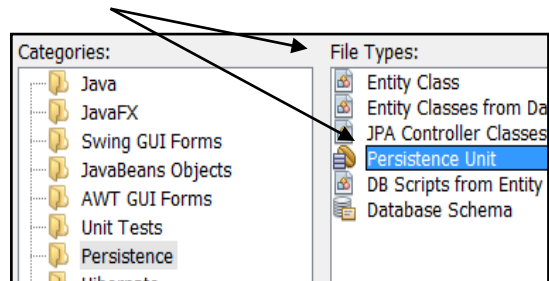 Categories:
Java
JavaFX
Swing GUI Forms
JavaBeans Objects
AWT GUI Forms
Unit Tests
Persistence
File Types:
Entity Class
Entity Classes from Da
JPA Controller Classes
Persistence Unit
DB Scripts from Entity
Database Schema